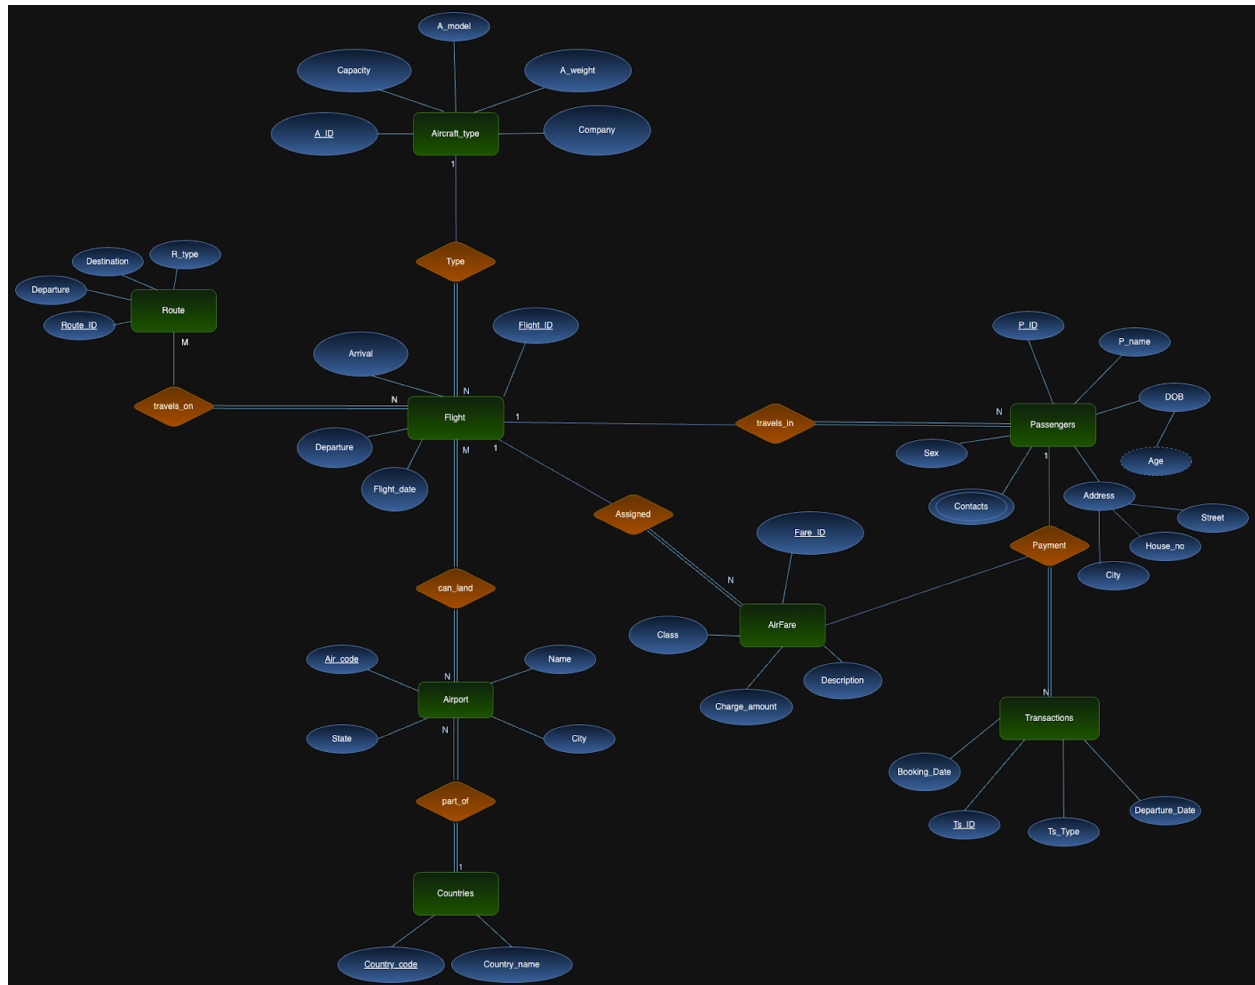 A_model
Capacity
A_weight
A_ID
Aircraft_type
Company
1
Type
R_type
Destination
Departure
Route
Route_ID
M
travels_on
N
Flight_ID
Arrival
N
Flight
1
Departure
M
1
Flight_date
travels_in
N
P_ID
P_name
DOB
Passengers
Age
Sex
1
Contacts
Address
Street
House_no
City
Assigned
Fare_ID
Payment
N
can_land
AirFare
Class
Description
Charge_amount
Air_code
Name
N
Airport
State
N
City
N
Transactions
Booking_Date
Ts_ID
Ts_Type
Departure_Date
part_of
1
Countries
Country_code
Country_name